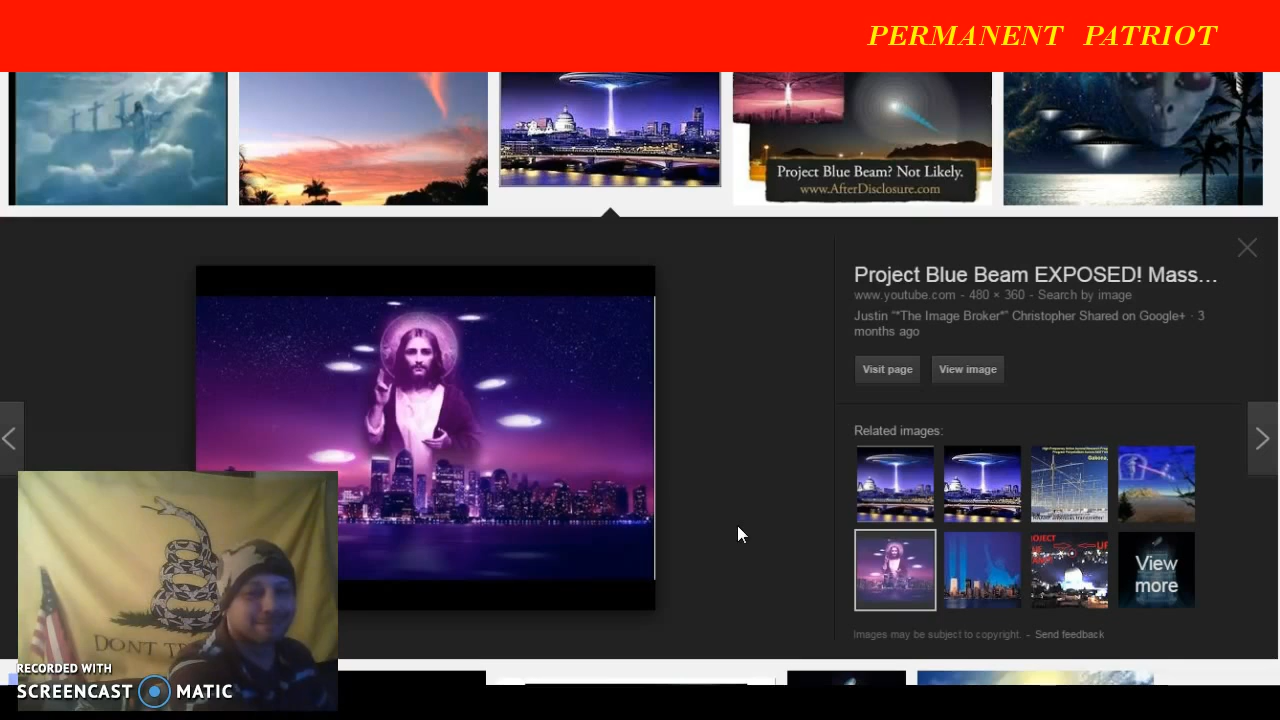 PERMANENT PATRIOT
Project Blue Beam? Not Likely.
www.AfterDisclosure.com
Project Blue Beam EXPOSED! Mass...
www.youtube.com - 480 × 360 - Search by image
Justin "*The Image Broker*" Christopher Shared on Google+ · 3
months ago
Visit page
View image
Related images:
View
more
Images may be subject to copyright. - Send feedback
DONT
RECORDED WITH
SCREENCAST MATIC